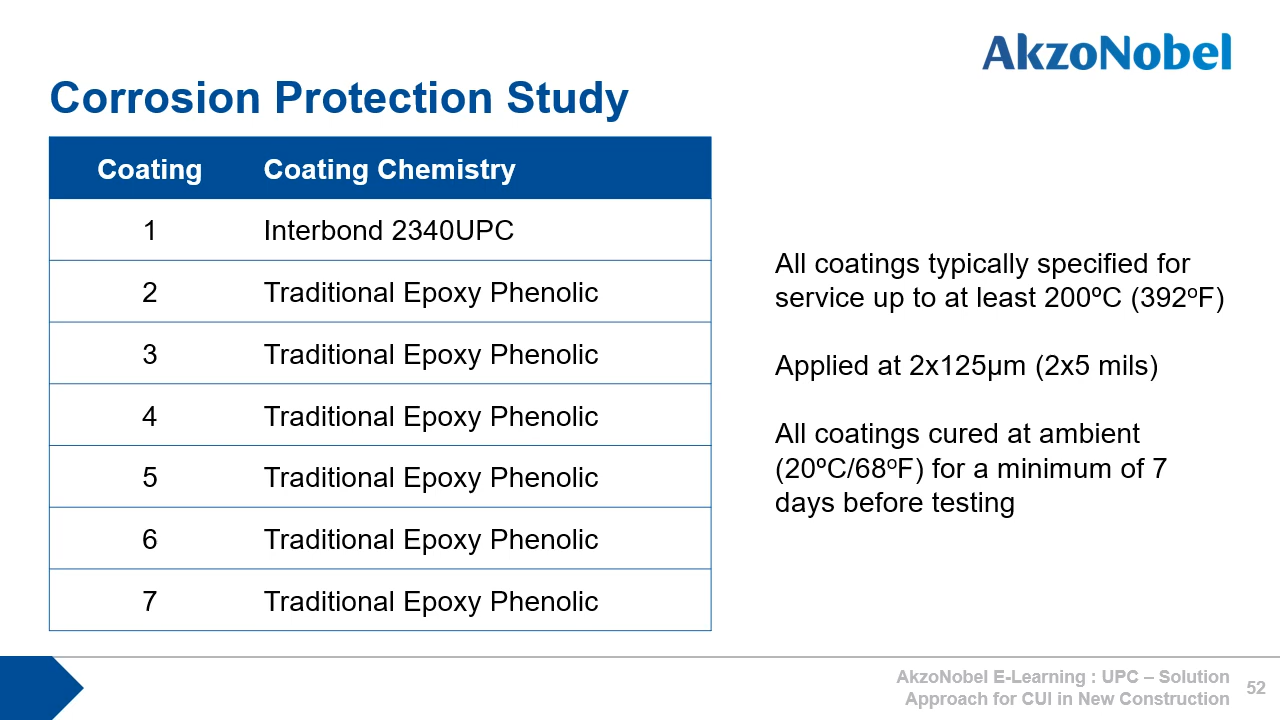 AkzoNobel
Corrosion Protection Study
Coating Coating Chemistry
1 Interbond 2340UPC
2 Traditional Epoxy Phenolic
3 Traditional Epoxy Phenolic
4 Traditional Epoxy Phenolic
5 Traditional Epoxy Phenolic
6 Traditional Epoxy Phenolic
7 Traditional Epoxy Phenolic
All coatings typically specified for
service up to at least 200ºC (392ºF)
Applied at 2x125µm (2x5 mils)
All coatings cured at ambient
(20ºC/68ºF) for a minimum of 7
days before testing
AkzoNobel E-Learning : UPC – Solution
Approach for CUI in New Construction
52